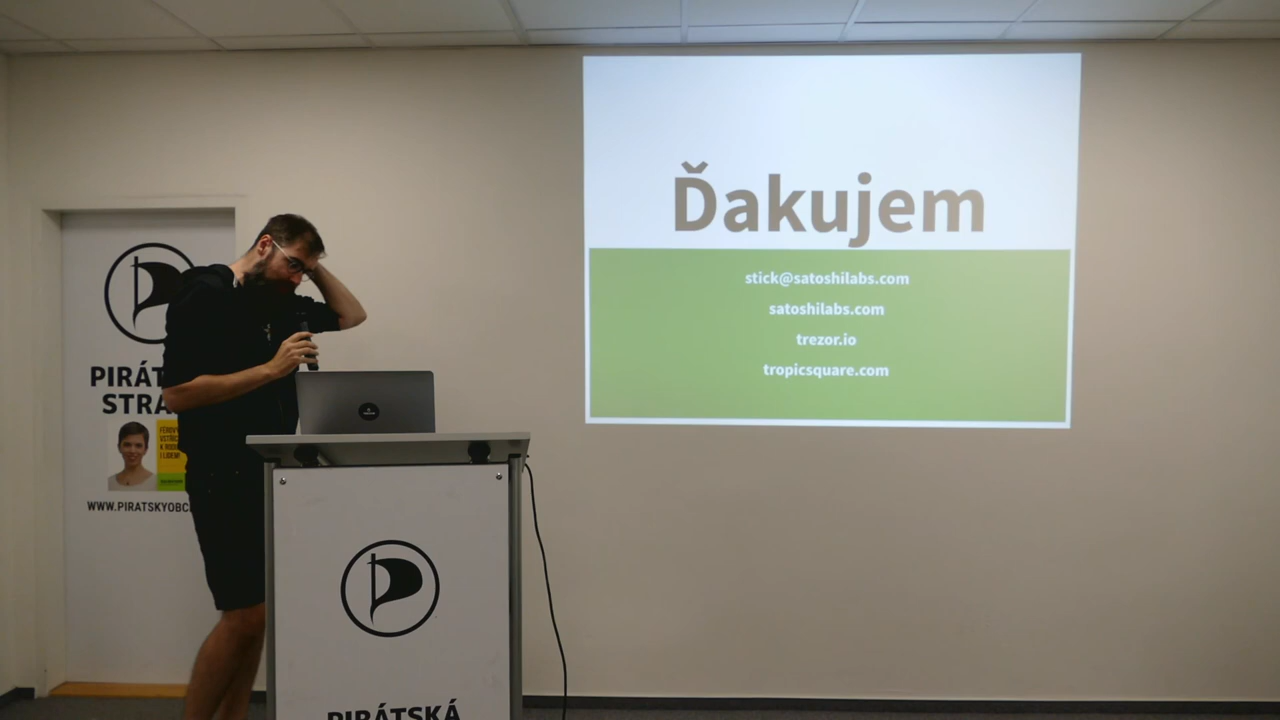 Ďakujem
stick@satoshilabs.com
satoshilabs.com
trezor.io
tropicsquare.com
PIRÁT
STRA
WWW.PIRATSKYOBC
PIRÁTSKÁ